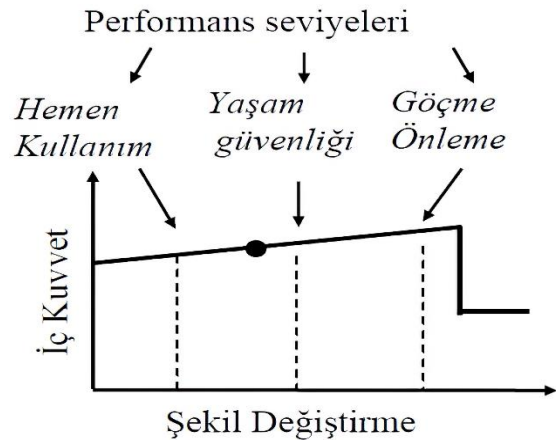 Performans seviyeleri
Hemen
Kullanım
Yaşam
güvenliği
Göçme
Önleme
İç Kuvvet
Şekil Değiştirme